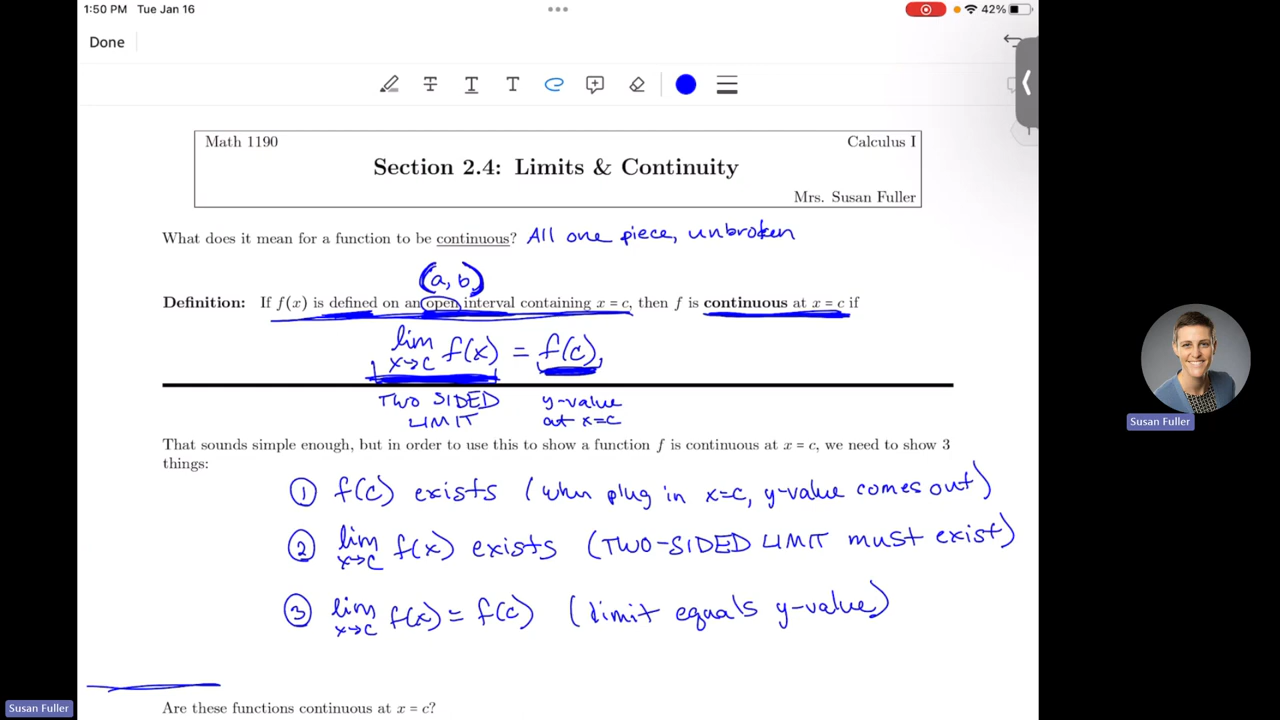 1:50 PM Tue Jan 16
42%
Done
Math 1190
Calculus I
Section 2.4: Limits & Continuity
Mrs. Susan Fuller
What does it mean for a function to be continuous? All one piece, unbroken
(a, b)
Definition: If f(x) is defined on an open interval containing x = c, then f is continuous at x = c if
lim x→c f(x) = f(c),
TWO SIDED LIMIT
y-value at x=c
That sounds simple enough, but in order to use this to show a function f is continuous at x = c, we need to show 3
things:
① f(c) exists (when plug in x=c, y-value comes out)
② lim x→c f(x) exists (TWO-SIDED LIMIT must exist)
③ lim x→c f(x) = f(c) (limit equals y-value)
Are these functions continuous at x = c?
Susan Fuller
Susan Fuller